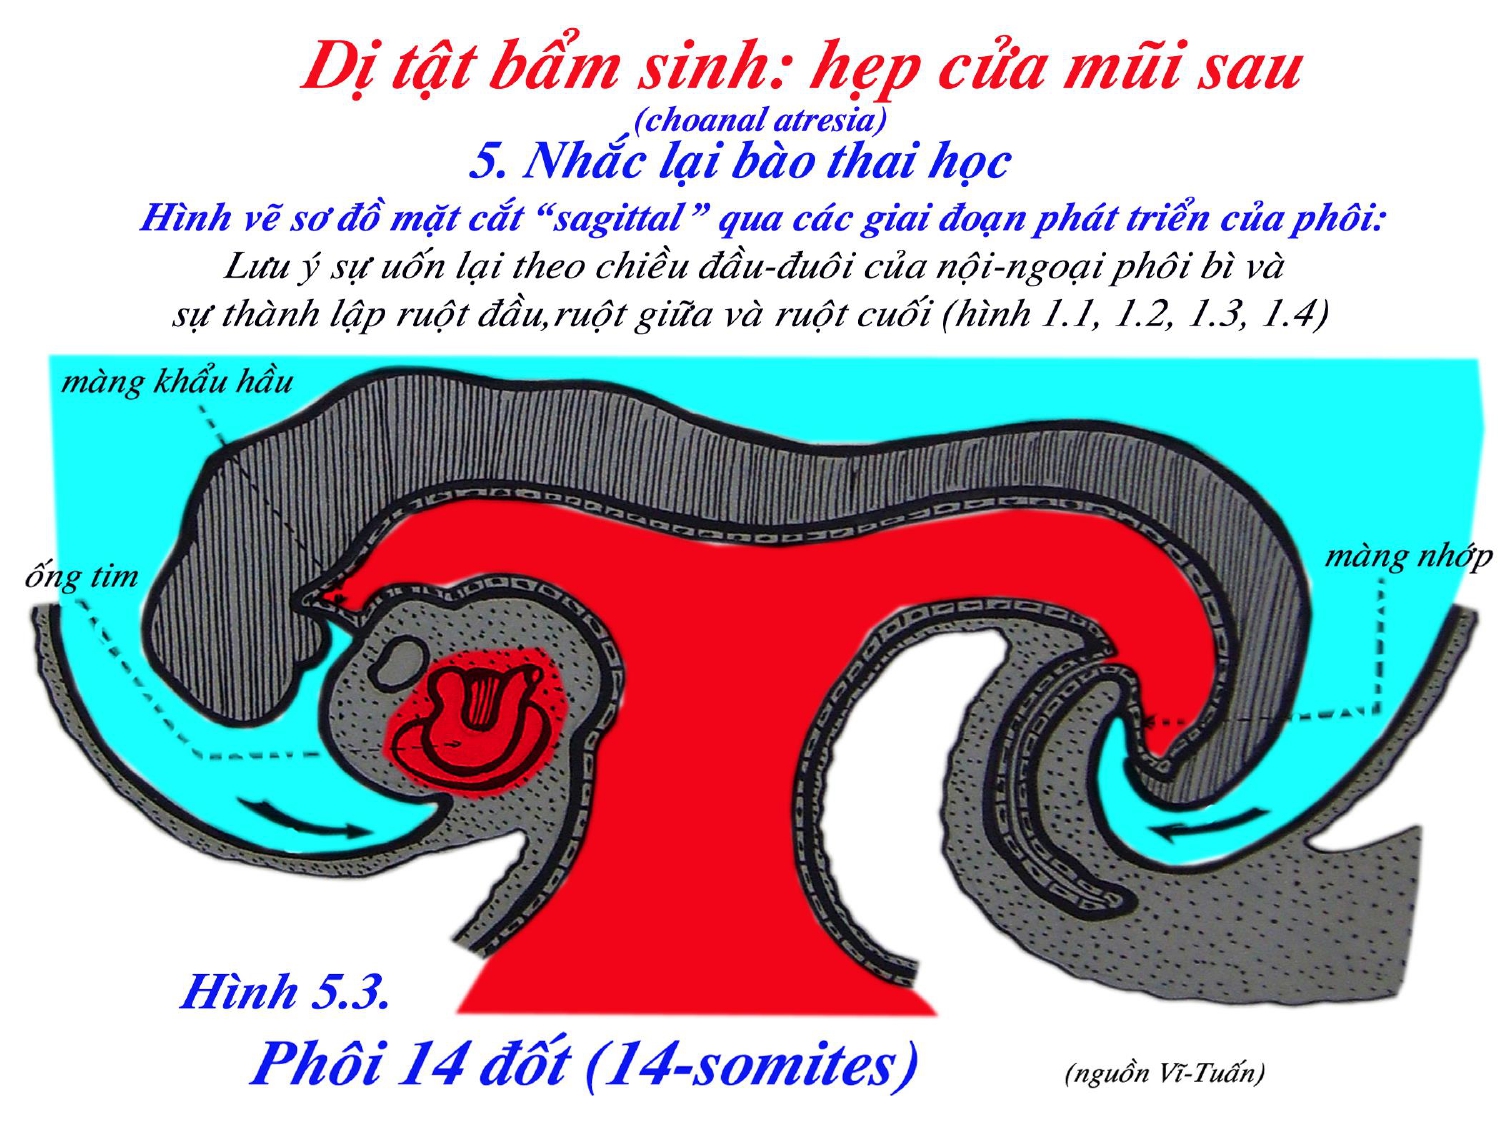 Dị tật bẩm sinh: hẹp cửa mũi sau
(choanal atresia)
5. Nhắc lại bào thai học
Hình vẽ sơ đồ mặt cắt “sagittal” qua các giai đoạn phát triển của phôi:
Lưu ý sự uốn lại theo chiều đầu-đuôi của nội-ngoại phôi bì và
sự thành lập ruột đầu,ruột giữa và ruột cuối (hình 1.1, 1.2, 1.3, 1.4)
màng khẩu hầu
ống tim
màng nhớp
Hình 5.3.
Phôi 14 đốt (14-somites)
(nguồn Vĩ-Tuấn)